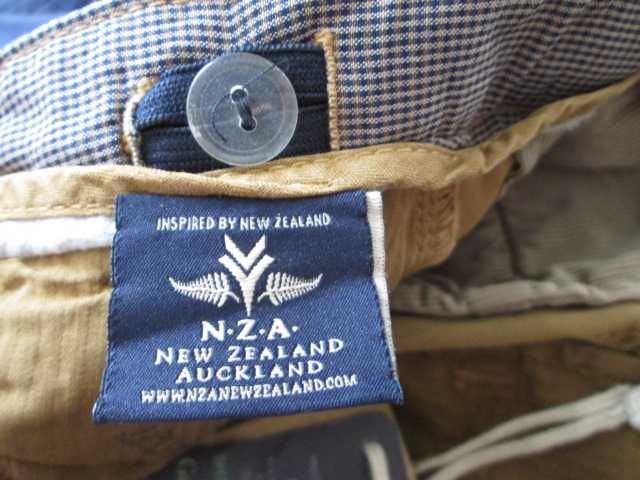 INSPIRED BY NEW ZEALAND
N·Z·A·
NEW ZEALAND
AUCKLAND
WWW.NZANEWZEALAND.COM